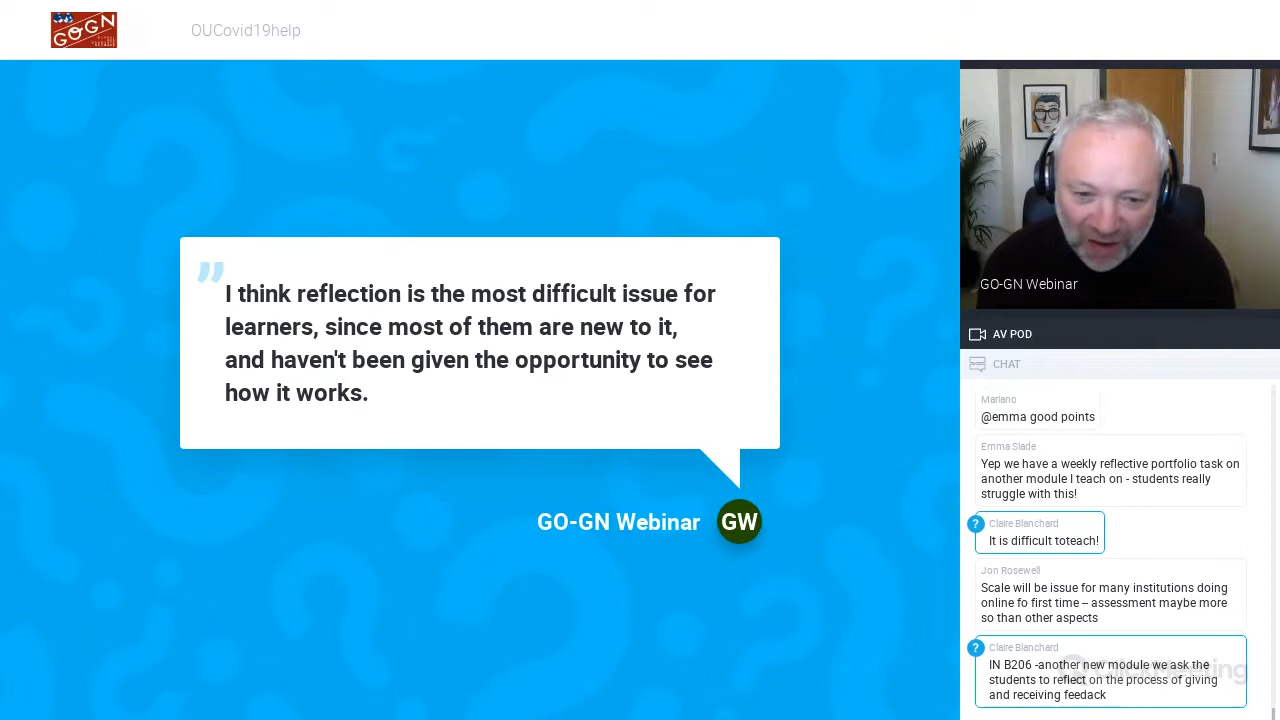 GO-GN
OUCovid19help
I think reflection is the most difficult issue for
learners, since most of them are new to it,
and haven't been given the opportunity to see
how it works.
GO-GN Webinar
GW
GO-GN Webinar
AV POD
CHAT
Mariano
@emma good points
Emma Slade
Yep we have a weekly reflective portfolio task on
another module I teach on - students really
struggle with this!
?
Claire Blanchard
It is difficult toteach!
Jon Rosewell
Scale will be issue for many institutions doing
online fo first time – assessment maybe more
so than other aspects
?
Claire Blanchard
IN B206 -another new module we ask the
students to reflect on the process of giving
and receiving feedack
ClickMeeting